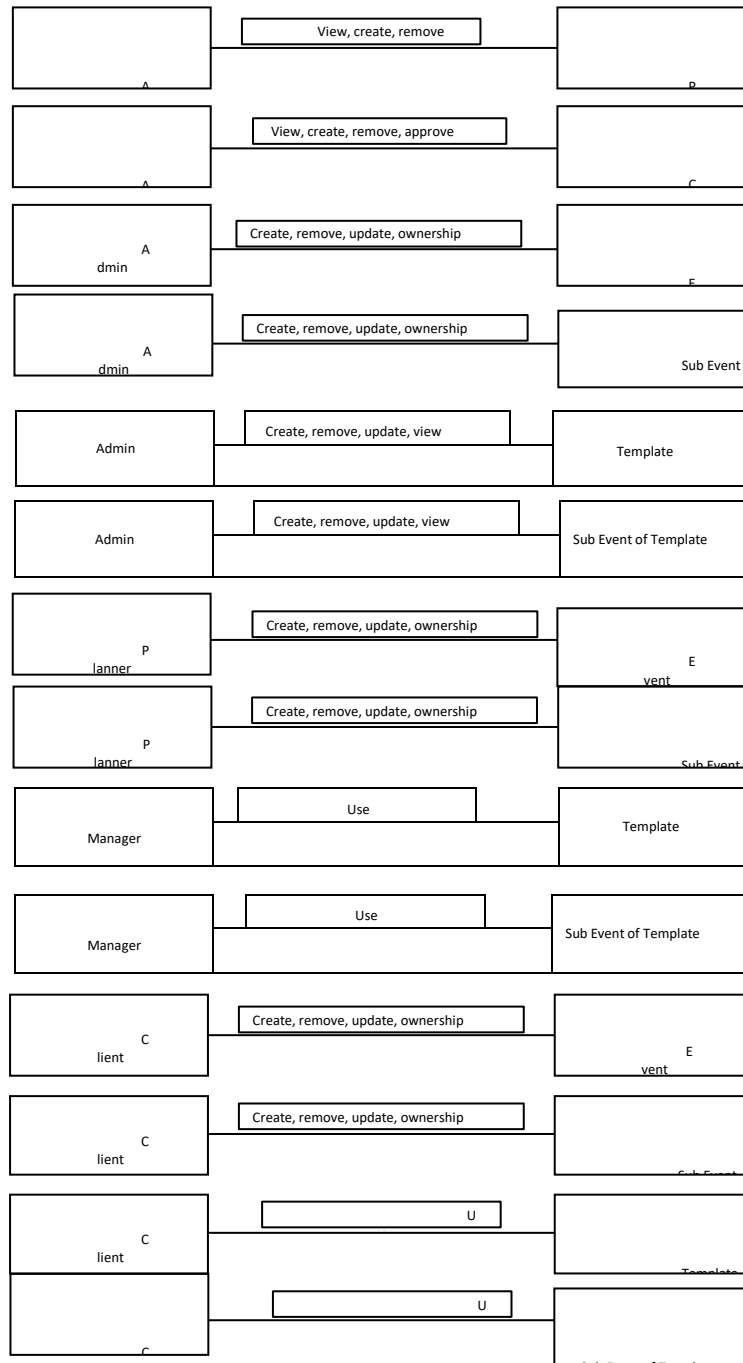 View, create, remove
A
P
View, create, remove, approve
A
C
Create, remove, update, ownership
A
dmin
E
Create, remove, update, ownership
A
dmin
Sub Event
Create, remove, update, view
Admin
Template
Create, remove, update, view
Admin
Sub Event of Template
Create, remove, update, ownership
P
lanner
E
vent
Create, remove, update, ownership
P
lanner
Sub Event
Use
Manager
Template
Use
Manager
Sub Event of Template
Create, remove, update, ownership
C
lient
E
vent
Create, remove, update, ownership
C
lient
Sub Event
U
C
lient
Template
U
C